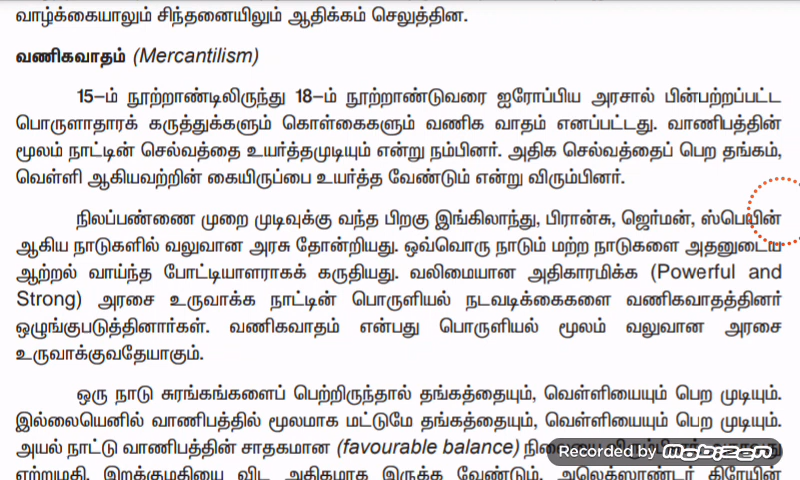 வாழ்க்கையாலும் சிந்தனையிலும் ஆதிக்கம் செலுத்தின.
வணிகவாதம் (Mercantilism)
15–ம் நூற்றாண்டிலிருந்து 18–ம் நூற்றாண்டுவரை ஐரோப்பிய அரசால் பின்பற்றப்பட்ட
பொருளாதாரக் கருத்துக்களும் கொள்கைகளும் வணிக வாதம் எனப்பட்டது. வாணிபத்தின்
மூலம் நாட்டின் செல்வத்தை உயர்த்தமுடியும் என்று நம்பினர். அதிக செல்வத்தைப் பெற தங்கம்,
வெள்ளி ஆகியவற்றின் கையிருப்பை உயர்த்த வேண்டும் என்று விரும்பினர்.
நிலப்பண்ணை முறை முடிவுக்கு வந்த பிறகு இங்கிலாந்து, பிரான்சு, ஜெர்மன், ஸ்பெயின்
ஆகிய நாடுகளில் வலுவான அரசு தோன்றியது. ஒவ்வொரு நாடும் மற்ற நாடுகளை அதனுடைய
ஆற்றல் வாய்ந்த போட்டியாளராகக் கருதியது. வலிமையான அதிகாரமிக்க (Powerful and
Strong) அரசை உருவாக்க நாட்டின் பொருளியல் நடவடிக்கைகளை வணிகவாதத்தினர்
ஒழுங்குபடுத்தினார்கள். வணிகவாதம் என்பது பொருளியல் மூலம் வலுவான அரசை
உருவாக்குவதேயாகும்.
ஒரு நாடு சுரங்கங்களைப் பெற்றிருந்தால் தங்கத்தையும், வெள்ளியையும் பெற முடியும்.
இல்லையெனில் வாணிபத்தில் மூலமாக மட்டுமே தங்கத்தையும், வெள்ளியையும் பெற முடியும்.
அயல் நாட்டு வாணிபத்தின் சாதகமான (favourable balance)
Recorded by mobizen
ஏற்றுமதி, இறக்குமதியை விட அதிகமாக இருக்க வேண்டும். அலெக்ஸாண்டர் கிரேயின்